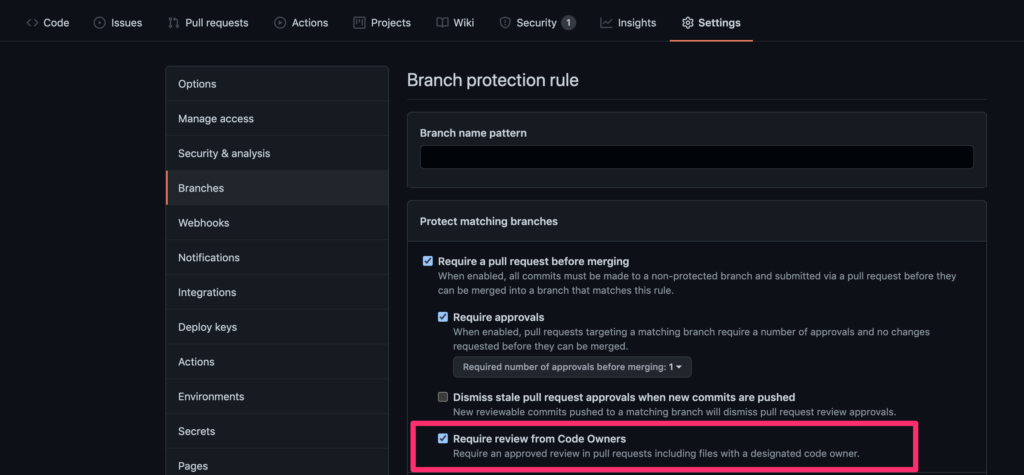 Code Issues Pull requests Actions Projects Wiki Security 1 Insights Settings
Options
Manage access
Security & analysis
Branches
Webhooks
Notifications
Integrations
Deploy keys
Actions
Environments
Secrets
Pages
Branch protection rule
Branch name pattern
Protect matching branches
Require a pull request before merging
When enabled, all commits must be made to a non-protected branch and submitted via a pull request before they
can be merged into a branch that matches this rule.
Require approvals
When enabled, pull requests targeting a matching branch require a number of approvals and no changes
requested before they can be merged.
Required number of approvals before merging: 1
Dismiss stale pull request approvals when new commits are pushed
New reviewable commits pushed to a matching branch will dismiss pull request review approvals.
Require review from Code Owners
Require an approved review in pull requests including files with a designated code owner.